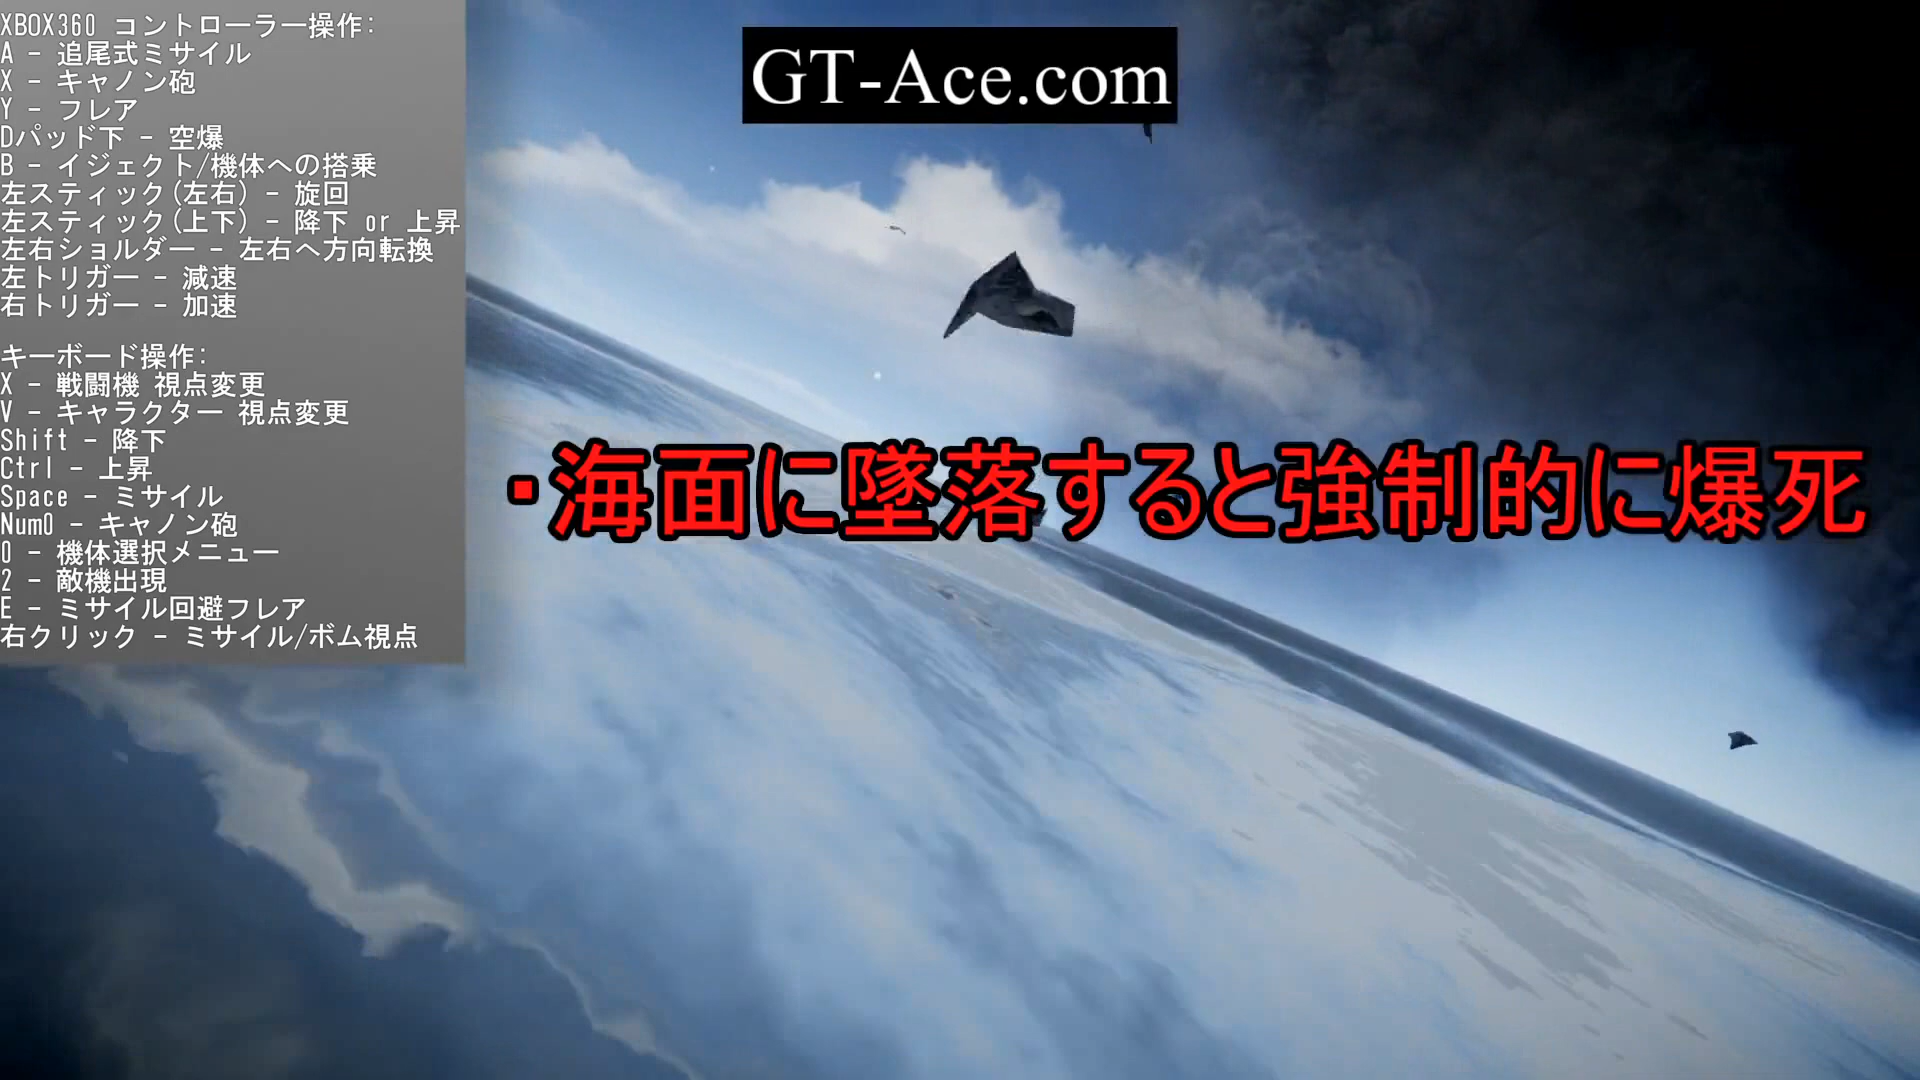 XBOX360 コントローラー操作:
A - 追尾式ミサイル
X - キャノン砲
Y - フレア
Dパッド下 - 空爆
B - イジェクト/機体への搭乗
左スティック(左右) - 旋回
左スティック(上下) - 降下 or 上昇
左右ショルダー - 左右へ方向転換
左トリガー - 減速
右トリガー - 加速
キーボード操作:
X - 戦闘機 視点変更
V - キャラクター 視点変更
Shift - 降下
Ctrl - 上昇
Space - ミサイル
Num0 - キャノン砲
0 - 機体選択メニュー
2 - 敵機出現
E - ミサイル回避フレア
右クリック - ミサイル/ボム視点
GT-Ace.com
・海面に墜落すると強制的に爆死